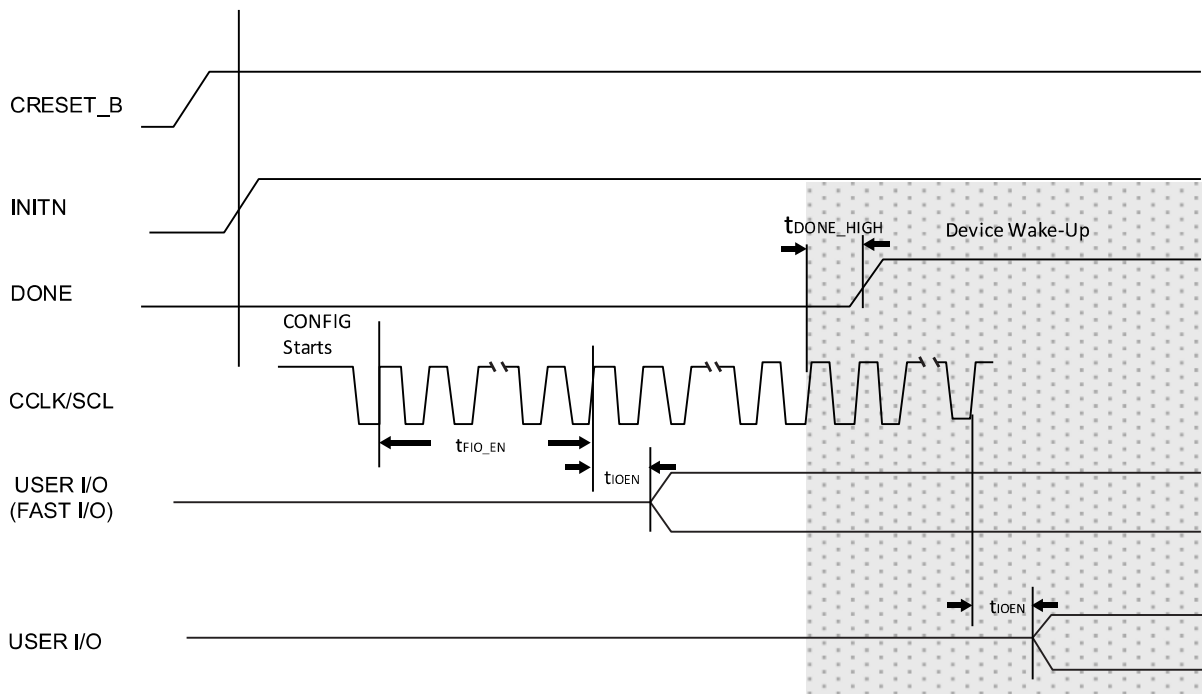 CRESET_B
INITN
tDONE_HIGH
Device Wake-Up
DONE
CONFIG
Starts
CCLK/SCL
tFIO_EN
tIOEN
USER I/O
(FAST I/O)
tIOEN
USER I/O